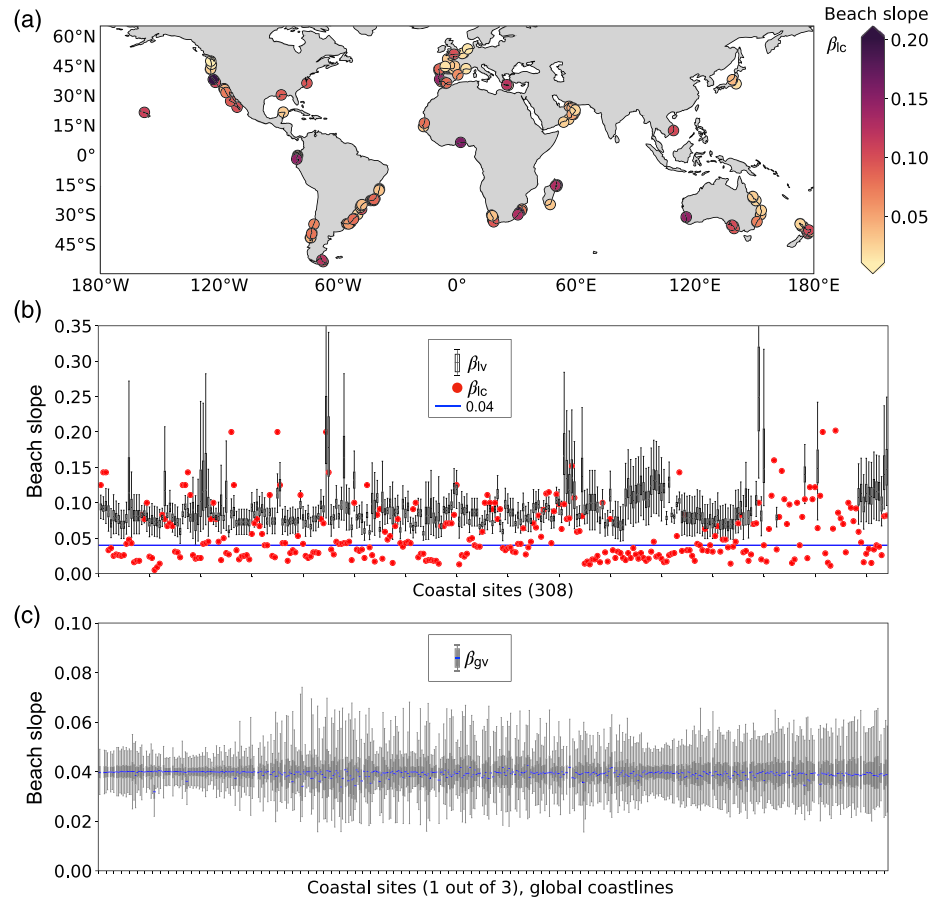 (a)
Beach slope
βlc
0.20
0.15
0.10
0.05
60°N
45°N
30°N
15°N
0°
15°S
30°S
45°S
180°W 120°W 60°W 0° 60°E 120°E 180°E
(b)
0.35
0.30
0.25
0.20
0.15
0.10
0.05
0.00
Beach slope
βlv
βlc
0.04
Coastal sites (308)
(c)
0.10
0.08
0.06
0.04
0.02
0.00
Beach slope
βgv
Coastal sites (1 out of 3), global coastlines